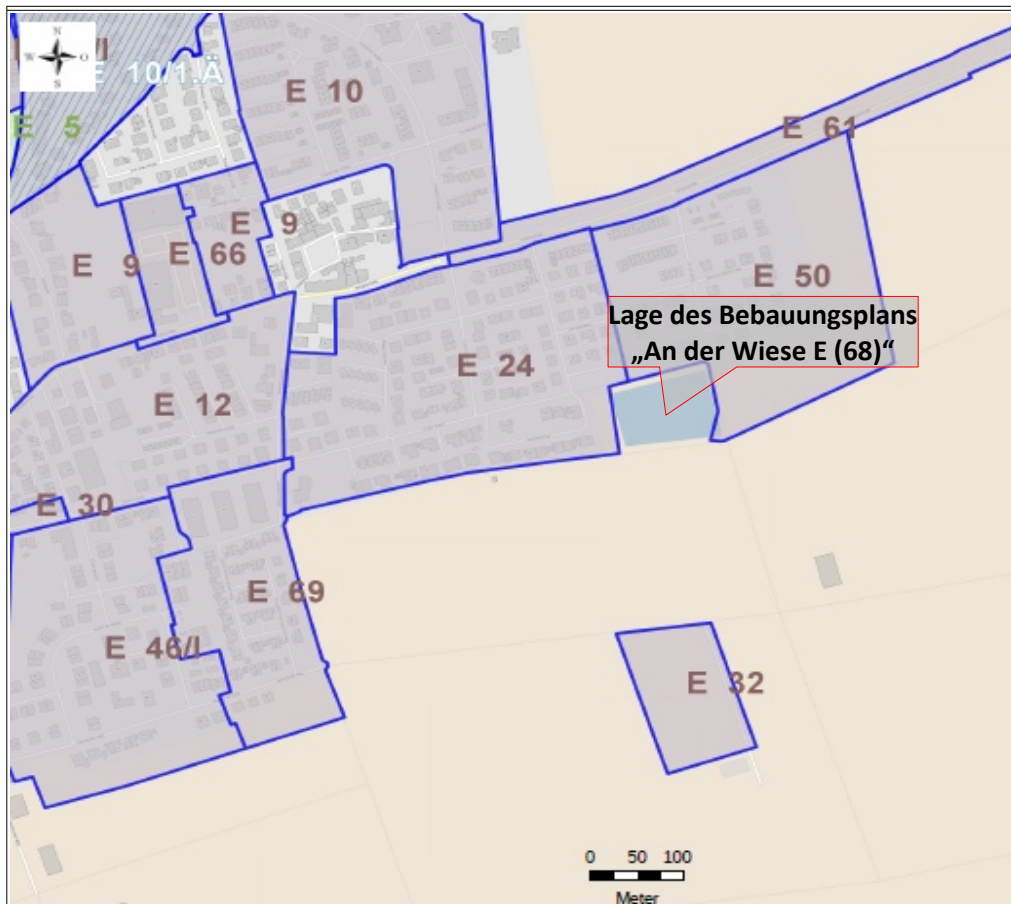 N
W O
S
E 10/1.Ä
E 5
E 10
E 61
E 9
E 66
E 9
E 50
Lage des Bebauungsplans
„An der Wiese E (68)“
E 24
E 12
E 30
E 69
E 46/I
E 32
0 50 100
Meter